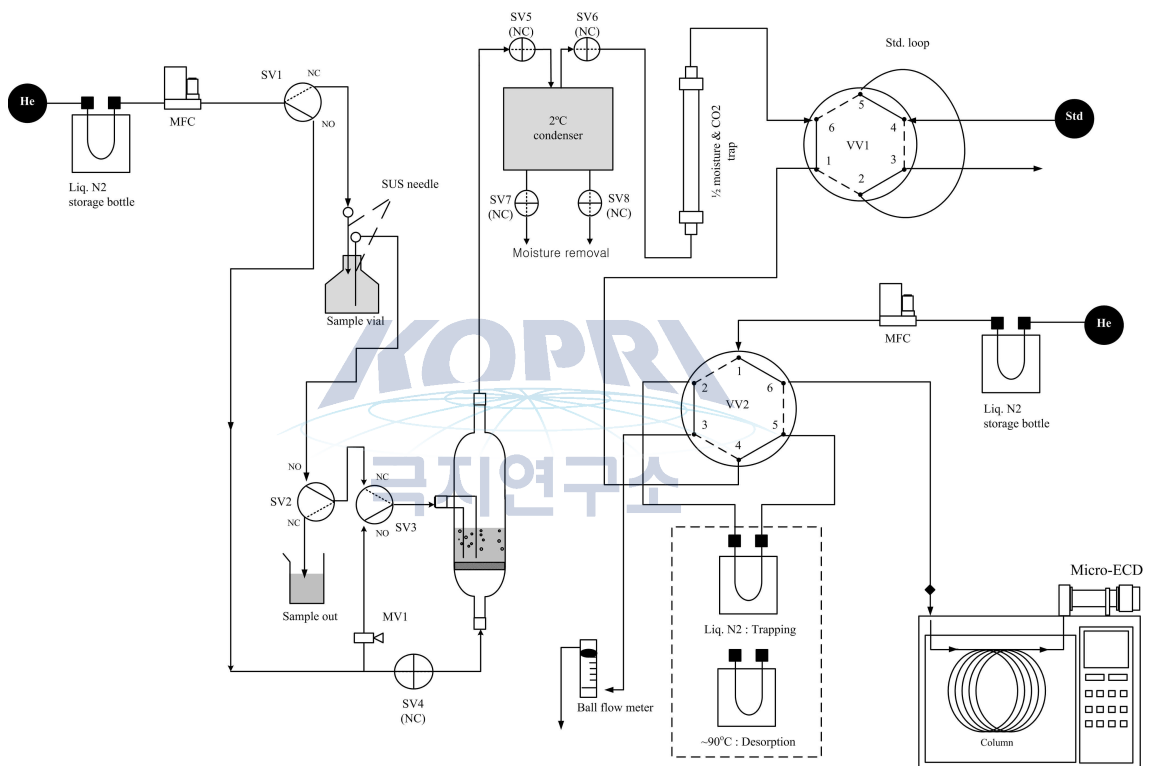 SV5
(NC)
SV6
(NC)
Std. loop
He
MFC
SV1
NC
NO
2ºC
condenser
½ moisture & CO2
trap
5
6
4
VV1
1
3
2
Std
Liq. N2
storage bottle
SUS needle
SV7
(NC)
SV8
(NC)
Moisture removal
Sample vial
MFC
He
Liq. N2
storage bottle
KOPRI
1
2
6
VV2
3
5
4
극지연구소
NO
SV2
NC
NC
SV3
NO
Sample out
MV1
SV4
(NC)
Ball flow meter
Liq. N2 : Trapping
~90°C : Desorption
Micro-ECD
Column